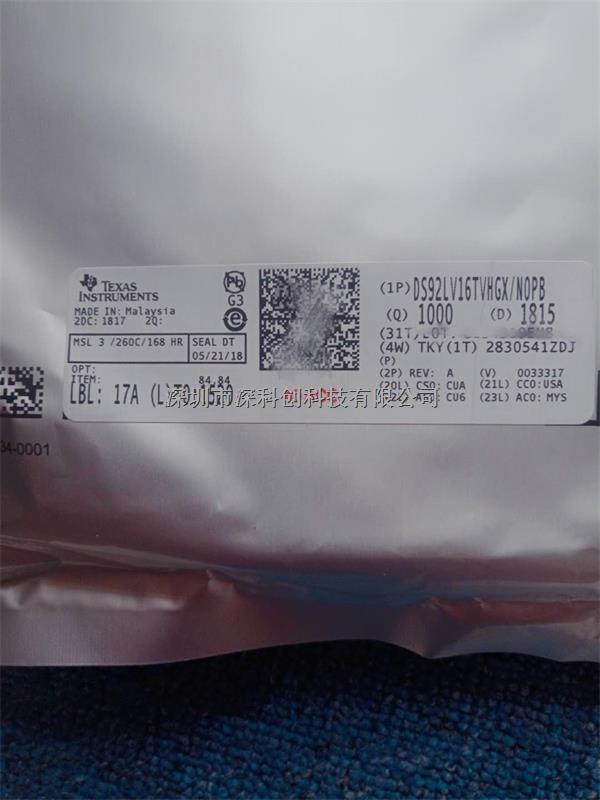 TEXAS
INSTRUMENTS
MADE IN: Malaysia
2DC: 1817 2Q:
Pb
G3
e
MSL 3 /260C/168 HR
SEAL DT
05/21/18
OPT:
ITEM:
LBL: 17A
(1P) DS92LV16TVHGX/NOPB
(Q) 1000 (D) 1815
(31T)
(4W) TKY(1T) 2830541ZDJ
(P)
(2P) REV: A (V) 0033317
(20L) CSO: CUA (21L) CCO:USA
CU6 (23L) ACO: MYS
深圳市深科创科技有限公司
34-0001